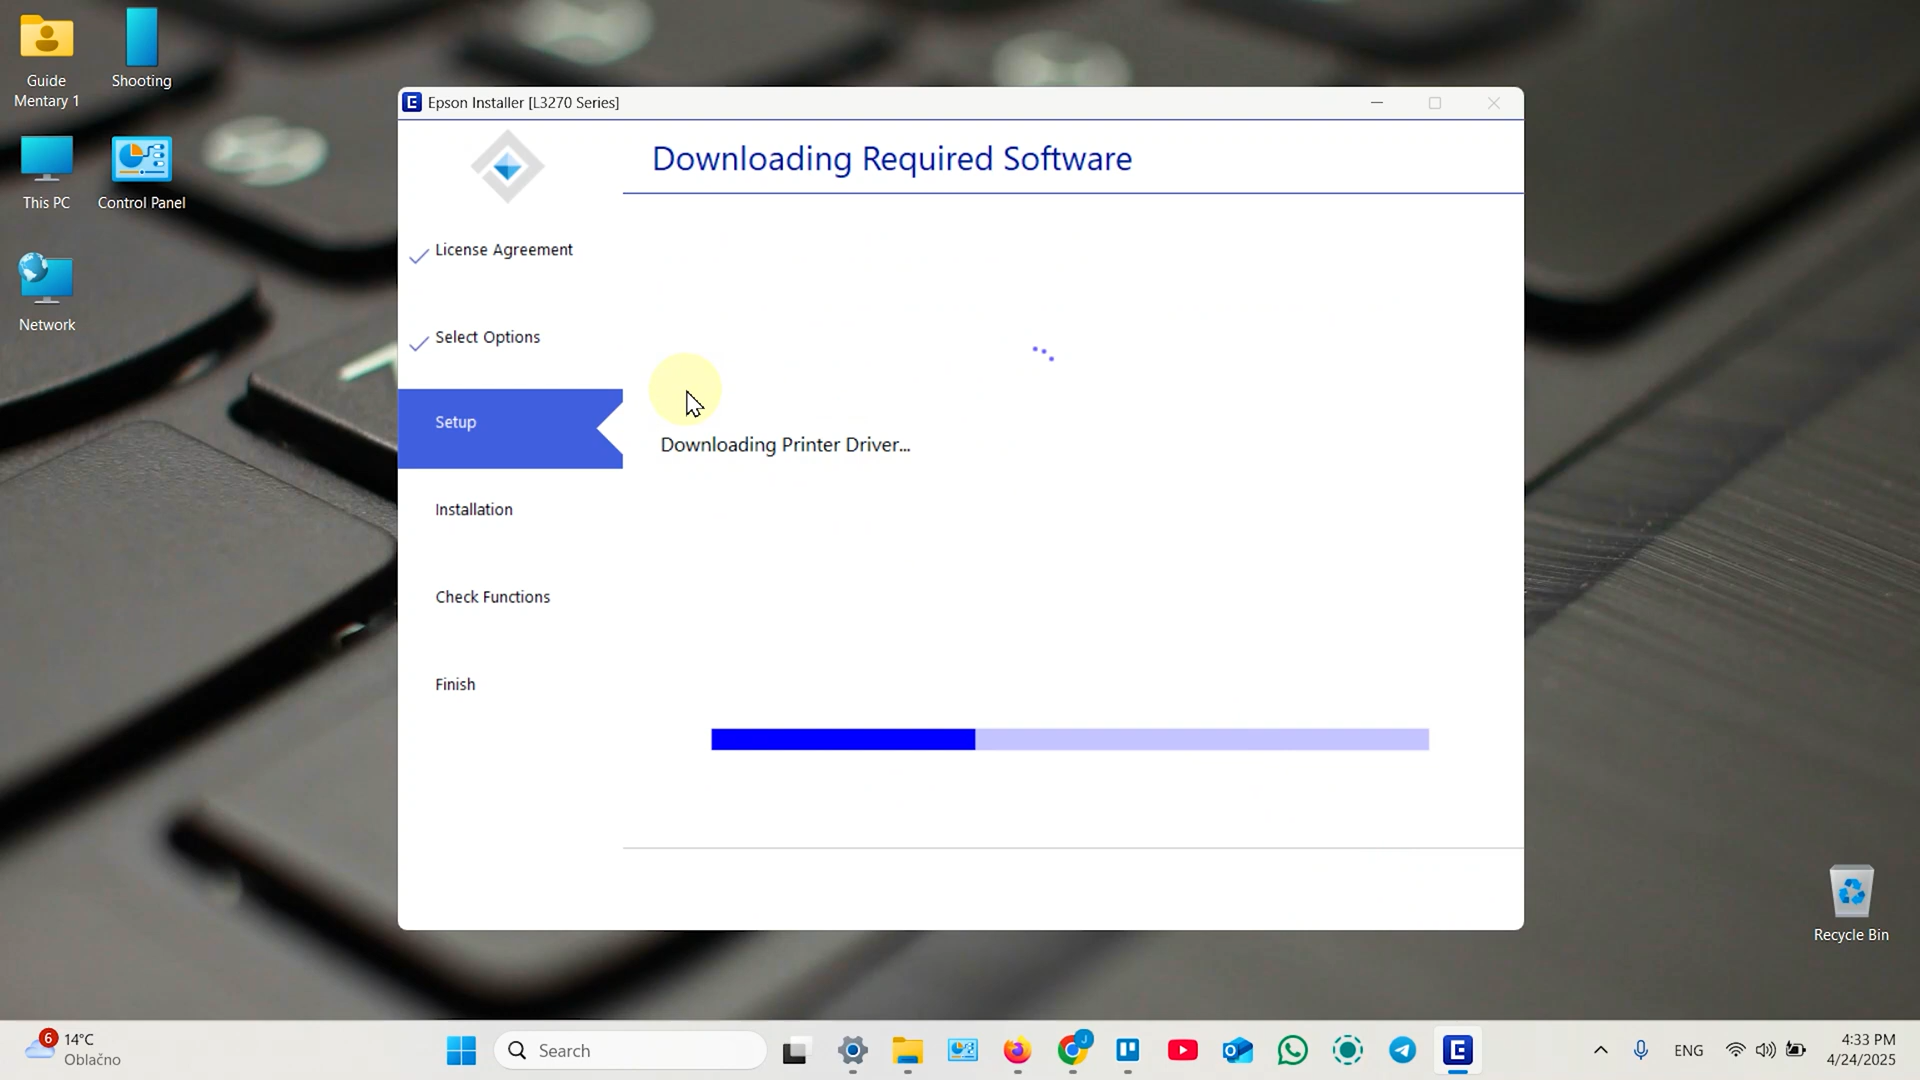 Guide
Mentary 1
Shooting
This PC
Control Panel
Network
E Epson Installer [L3270 Series]
Downloading Required Software
License Agreement
Select Options
Setup
Downloading Printer Driver...
Installation
Check Functions
Finish
Recycle Bin
6
14°C
Oblačno
Search
J
E
ENG
4:33 PM
4/24/2025